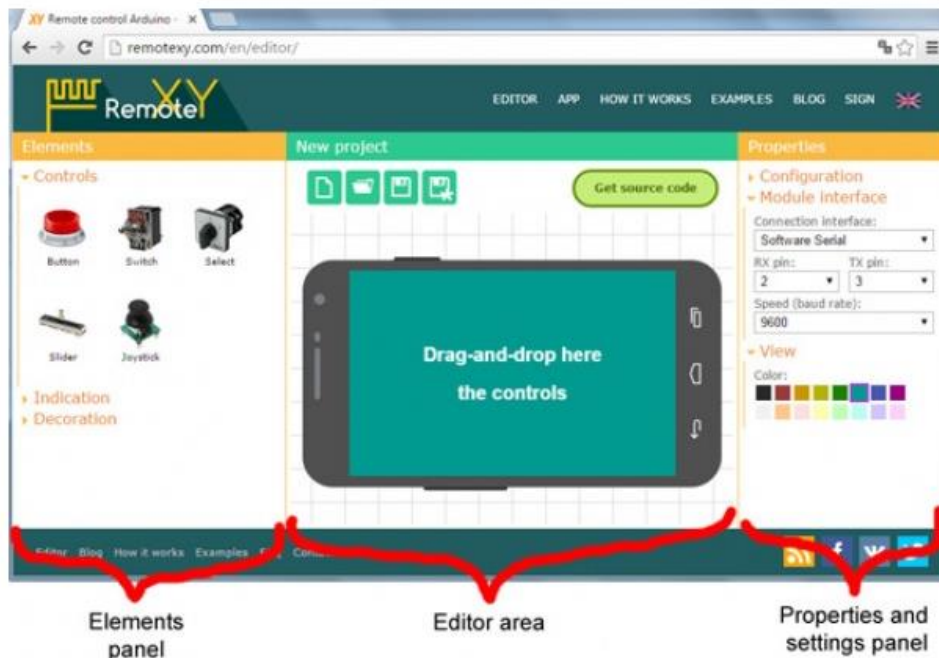 XY Remote control Arduino -
remotexy.com/en/editor/
RemoteXY
EDITOR APP HOW IT WORKS EXAMPLES BLOG SIGN
Elements
New project
Properties
Controls
Button
Switch
Select
Slider
Joystick
Indication
Decoration
Get source code
Drag-and-drop here
the controls
Configuration
Module interface
Connection interface:
Software Serial
RX pin: TX pin:
2 3
Speed (baud rate):
9600
View
Color:
Editor Blog How it works Examples
Elements
panel
Editor area
Properties and
settings panel